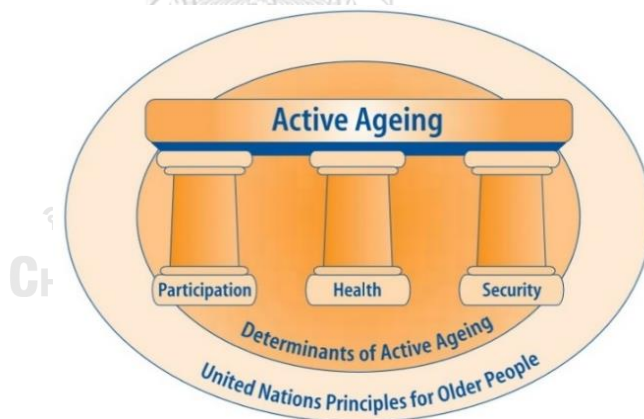 Active Ageing
Participation
Health
Security
Determinants of Active Ageing
United Nations Principles for Older People